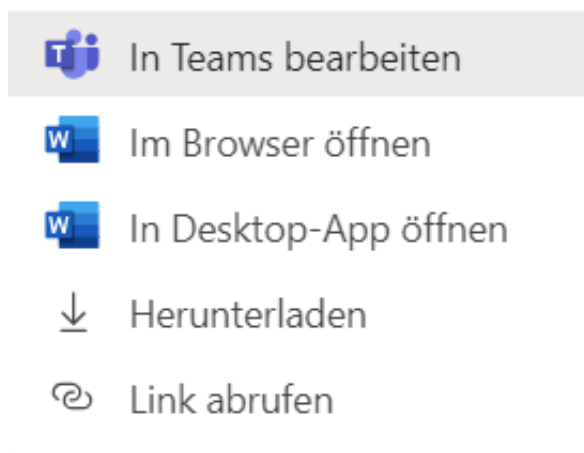 In Teams bearbeiten
Im Browser öffnen
In Desktop-App öffnen
Herunterladen
Link abrufen